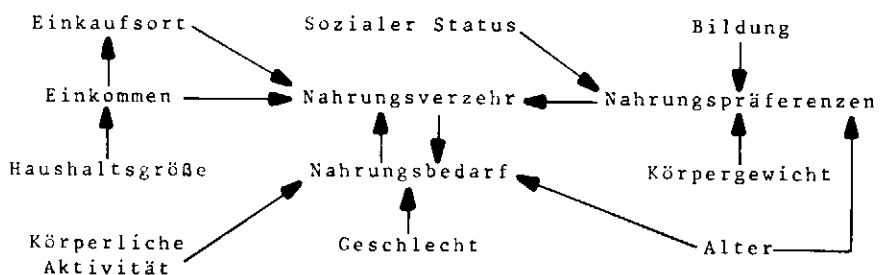 Einkaufsort Sozialer Status Bildung
Einkommen Nahrungsverzehr Nahrungspräferenzen
Haushaltsgröße Nahrungsbedarf Körpergewicht
Körperliche Geschlecht Alter
Aktivität